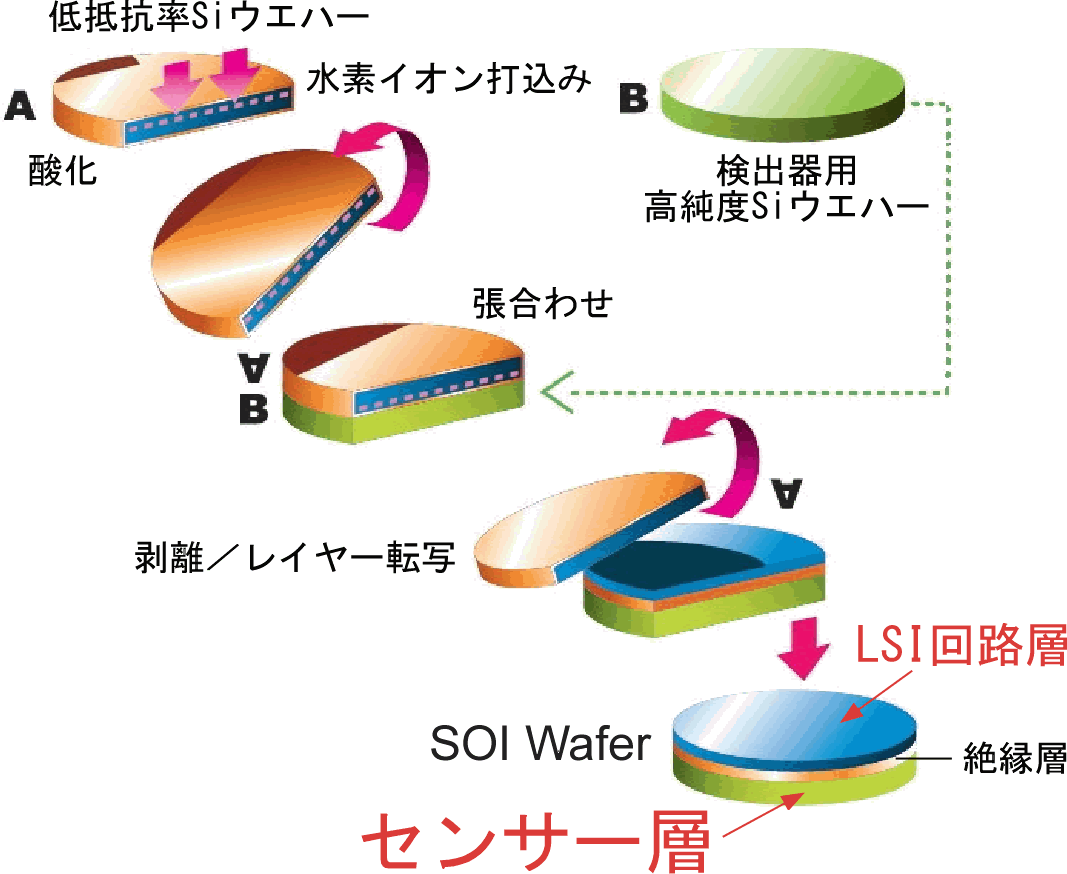 低抵抗率Siウエハー
水素イオン打込み
A
B
酸化
検出器用
高純度Siウエハー
張合わせ
A
B
A
剥離／レイヤー転写
LSI回路層
SOI Wafer
絶縁層
センサー層